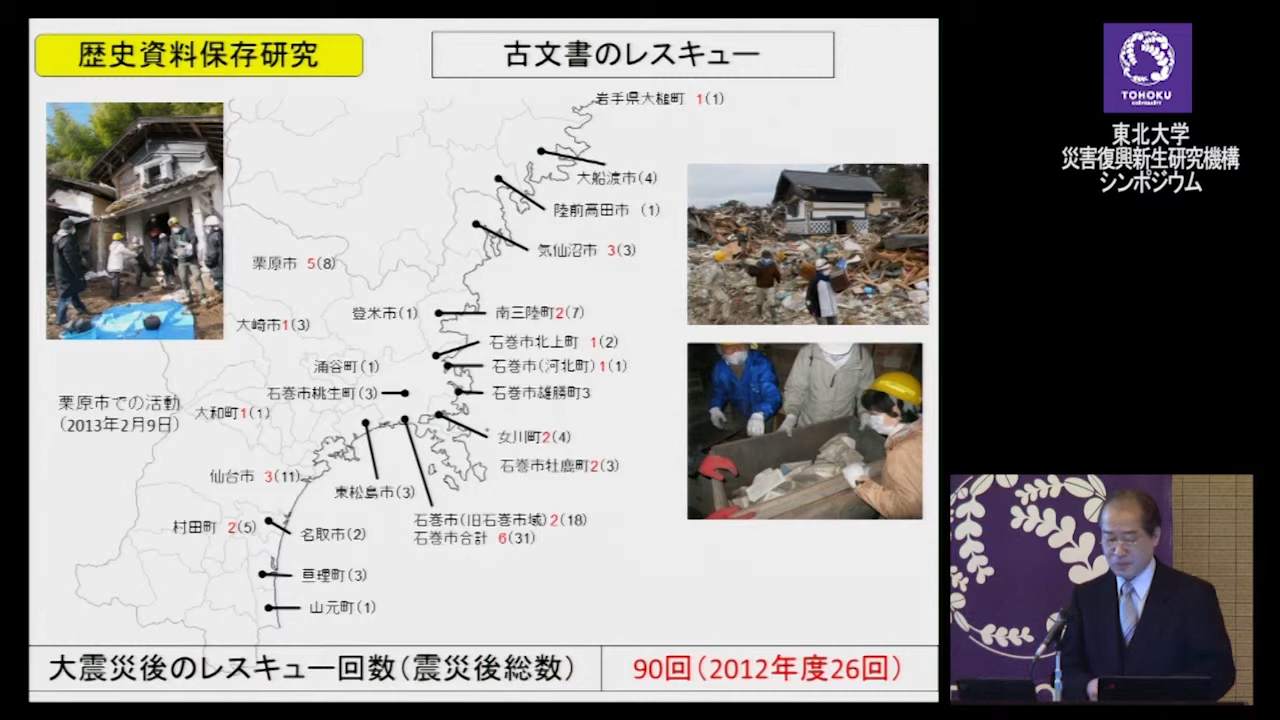 歴史資料保存研究
古文書のレスキュー
岩手県大槌町 1(1)
大船渡市(4)
陸前高田市 (1)
気仙沼市 3(3)
栗原市 5(8)
登米市(1)
南三陸町2(7)
大崎市1(3)
石巻市北上町 1(2)
涌谷町(1)
石巻市(河北町)1(1)
石巻市桃生町(3)
石巻市雄勝町3
栗原市での活動
(2013年2月9日)
大和町1(1)
女川町2(4)
石巻市牡鹿町2(3)
仙台市 3(11)
東松島市(3)
石巻市(旧石巻市域)2(18)
石巻市合計 6(31)
村田町 2(5)
名取市(2)
亘理町(3)
山元町(1)
大震災後のレスキュー回数(震災後総数)
90回(2012年度26回)
TOHOKU
UNIVERSITY
東北大学
災害復興新生研究機構
シンポジウム